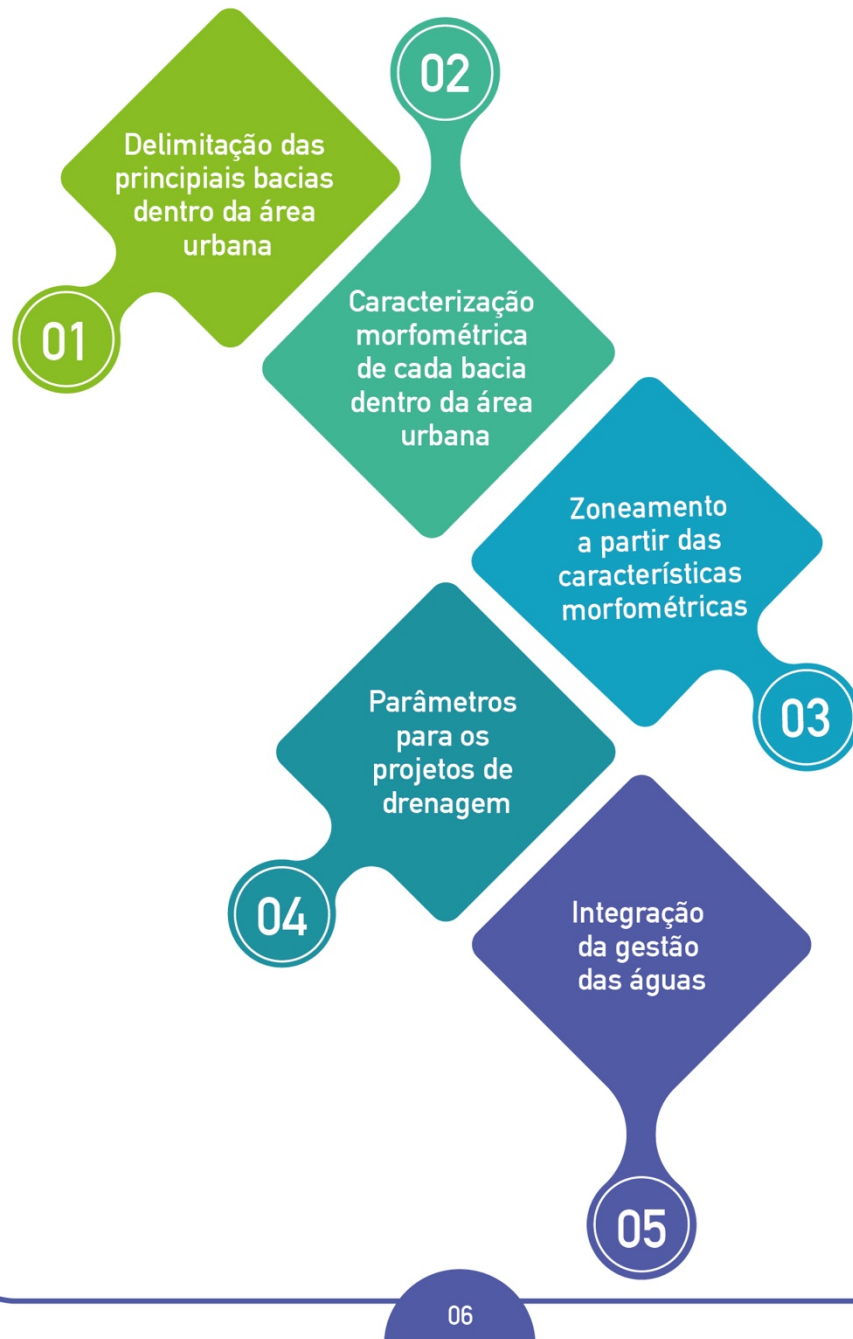 Delimitação das
principiais bacias
dentro da área
urbana
01
02
Caracterização
morfométrica
de cada bacia
dentro da área
urbana
Zoneamento
a partir das
características
morfométricas
03
Parâmetros
para os
projetos de
drenagem
04
Integração
da gestão
das águas
05
06